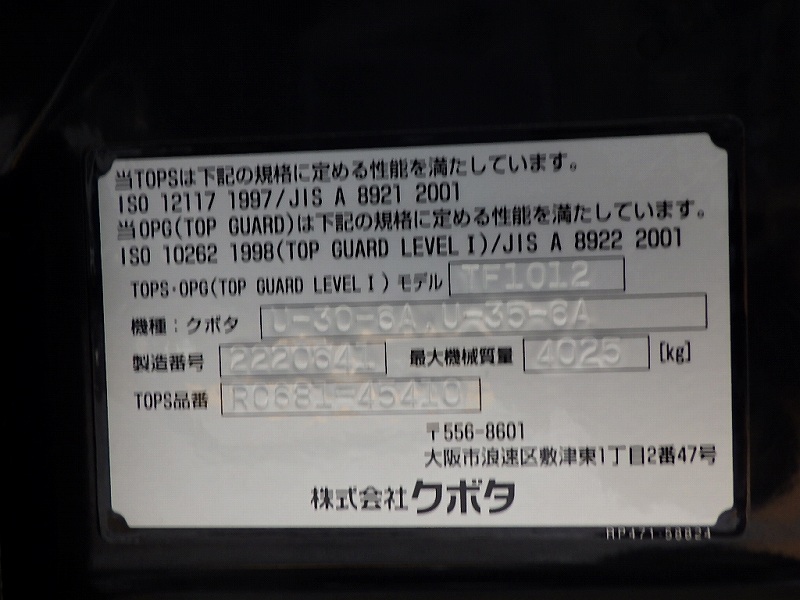 当TOPSは下記の規格に定める性能を満たしています。
ISO 12117 1997/JIS A 8921 2001
当OPG(TOP GUARD)は下記の規格に定める性能を満たしています。
ISO 10262 1998(TOP GUARD LEVEL I)/JIS A 8922 2001
TOPS・OPG(TOP GUARD LEVEL I) モデル TF1012
機種：クボタ U-30-6A,U-35-6A
製造番号 2220641 最大機械質量 4025 [kg]
TOPS品番 RC681-45410
〒556-8601
大阪市浪速区敷津東1丁目2番47号
株式会社クボタ
RP471-58824